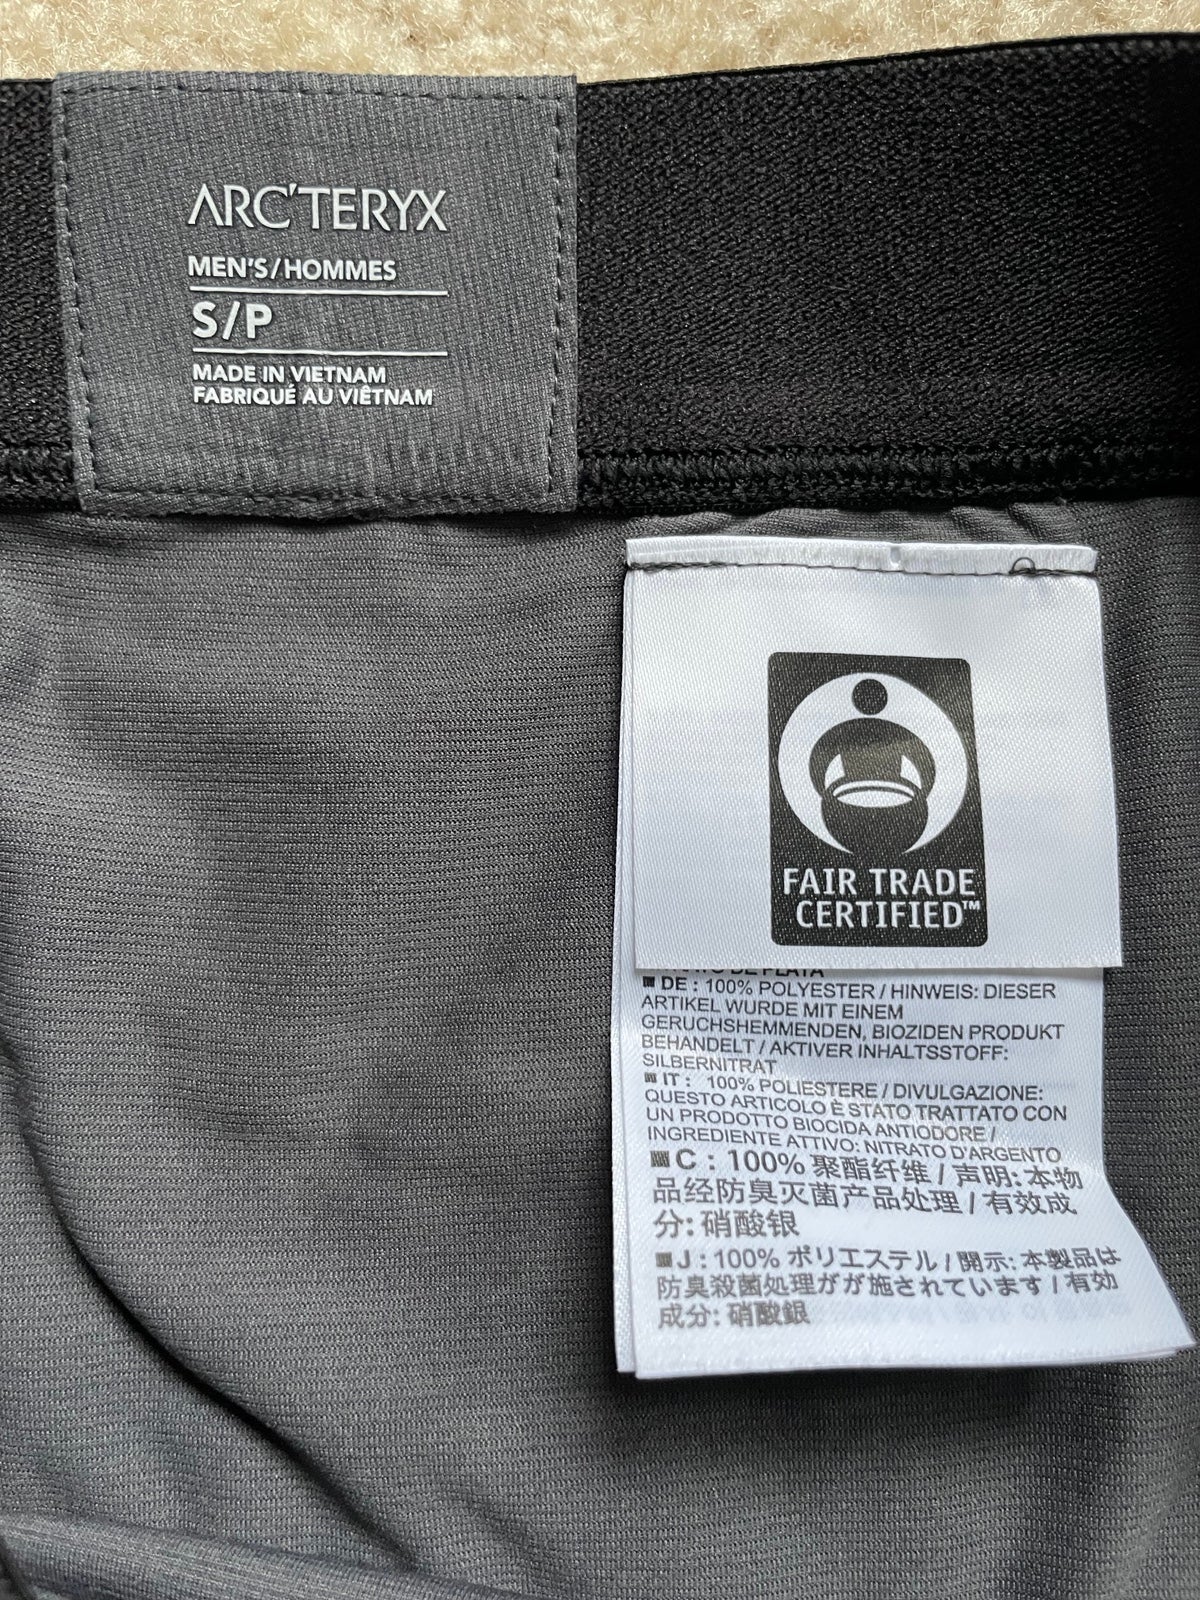 ARC'TERYX
MEN'S/HOMMES
S/P
MADE IN VIETNAM
FABRIQUÉ AU VIÊTNAM
FAIR TRADE
CERTIFIED™
DE PLATA
DE : 100% POLYESTER / HINWEIS: DIESER
ARTIKEL WURDE MIT EINEM
GERUCHSHEMMENDEN, BIOZIDEN PRODUKT
BEHANDELT / AKTIVER INHALTSSTOFF:
SILBERNITRAT
IT : 100% POLIESTERE / DIVULGAZIONE:
QUESTO ARTICOLO È STATO TRATTATO CON
UN PRODOTTO BIOCIDA ANTIODORE /
INGREDIENTE ATTIVO: NITRATO D'ARGENTO
C : 100% 聚酯纤维 / 声明: 本物
品经防臭灭菌产品处理 / 有效成
分: 硝酸银
J : 100% ポリエステル / 開示: 本製品は
防臭殺菌処理がが施されています / 有効
成分: 硝酸銀